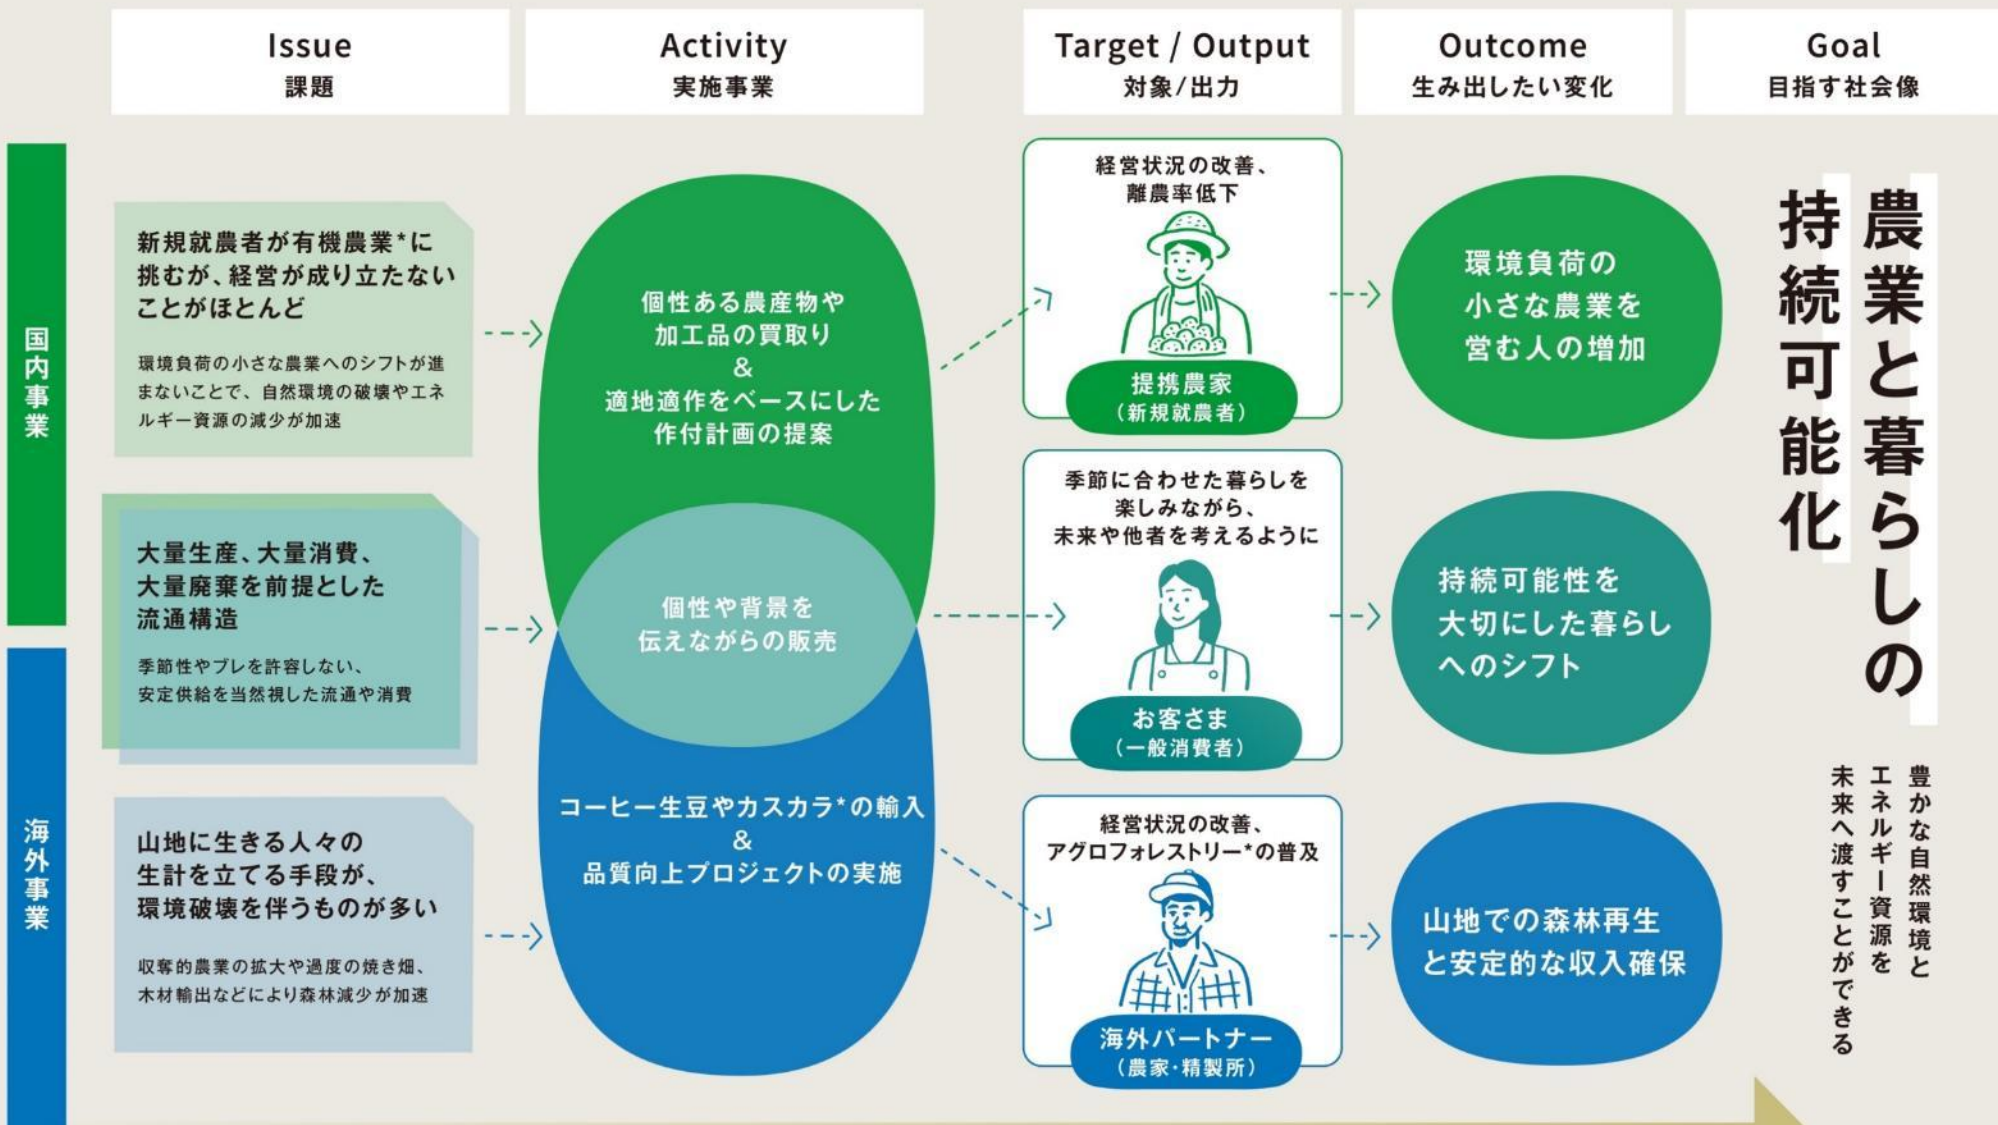 Issue
課題
Activity
実施事業
Target / Output
対象/出力
Outcome
生み出したい変化
Goal
目指す社会像
国内事業
新規就農者が有機農業*に
挑むが、経営が成り立たない
ことがほとんど
環境負荷の小さな農業へのシフトが進
まないことで、自然環境の破壊やエネ
ルギー資源の減少が加速
大量生産、大量消費、
大量廃棄を前提とした
流通構造
季節性やブレを許容しない、
安定供給を当然視した流通や消費
海外事業
山地に生きる人々の
生計を立てる手段が、
環境破壊を伴うものが多い
収奪的農業の拡大や過度の焼き畑、
木材輸出などにより森林減少が加速
個性ある農産物や
加工品の買取り
&
適地適作をベースにした
作付計画の提案
個性や背景を
伝えながらの販売
コーヒー生豆やカスカラ*の輸入
&
品質向上プロジェクトの実施
経営状況の改善、
離農率低下
提携農家
(新規就農者)
季節に合わせた暮らしを
楽しみながら、
未来や他者を考えるように
お客さま
(一般消費者)
経営状況の改善、
アグロフォレストリー*の普及
海外パートナー
(農家・精製所)
環境負荷の
小さな農業を
営む人の増加
持続可能性を
大切にした暮らし
へのシフト
山地での森林再生
と安定的な収入確保
農業と暮らしの
持続可能化
豊かな自然環境と
エネルギー資源を
未来へ渡すことができる